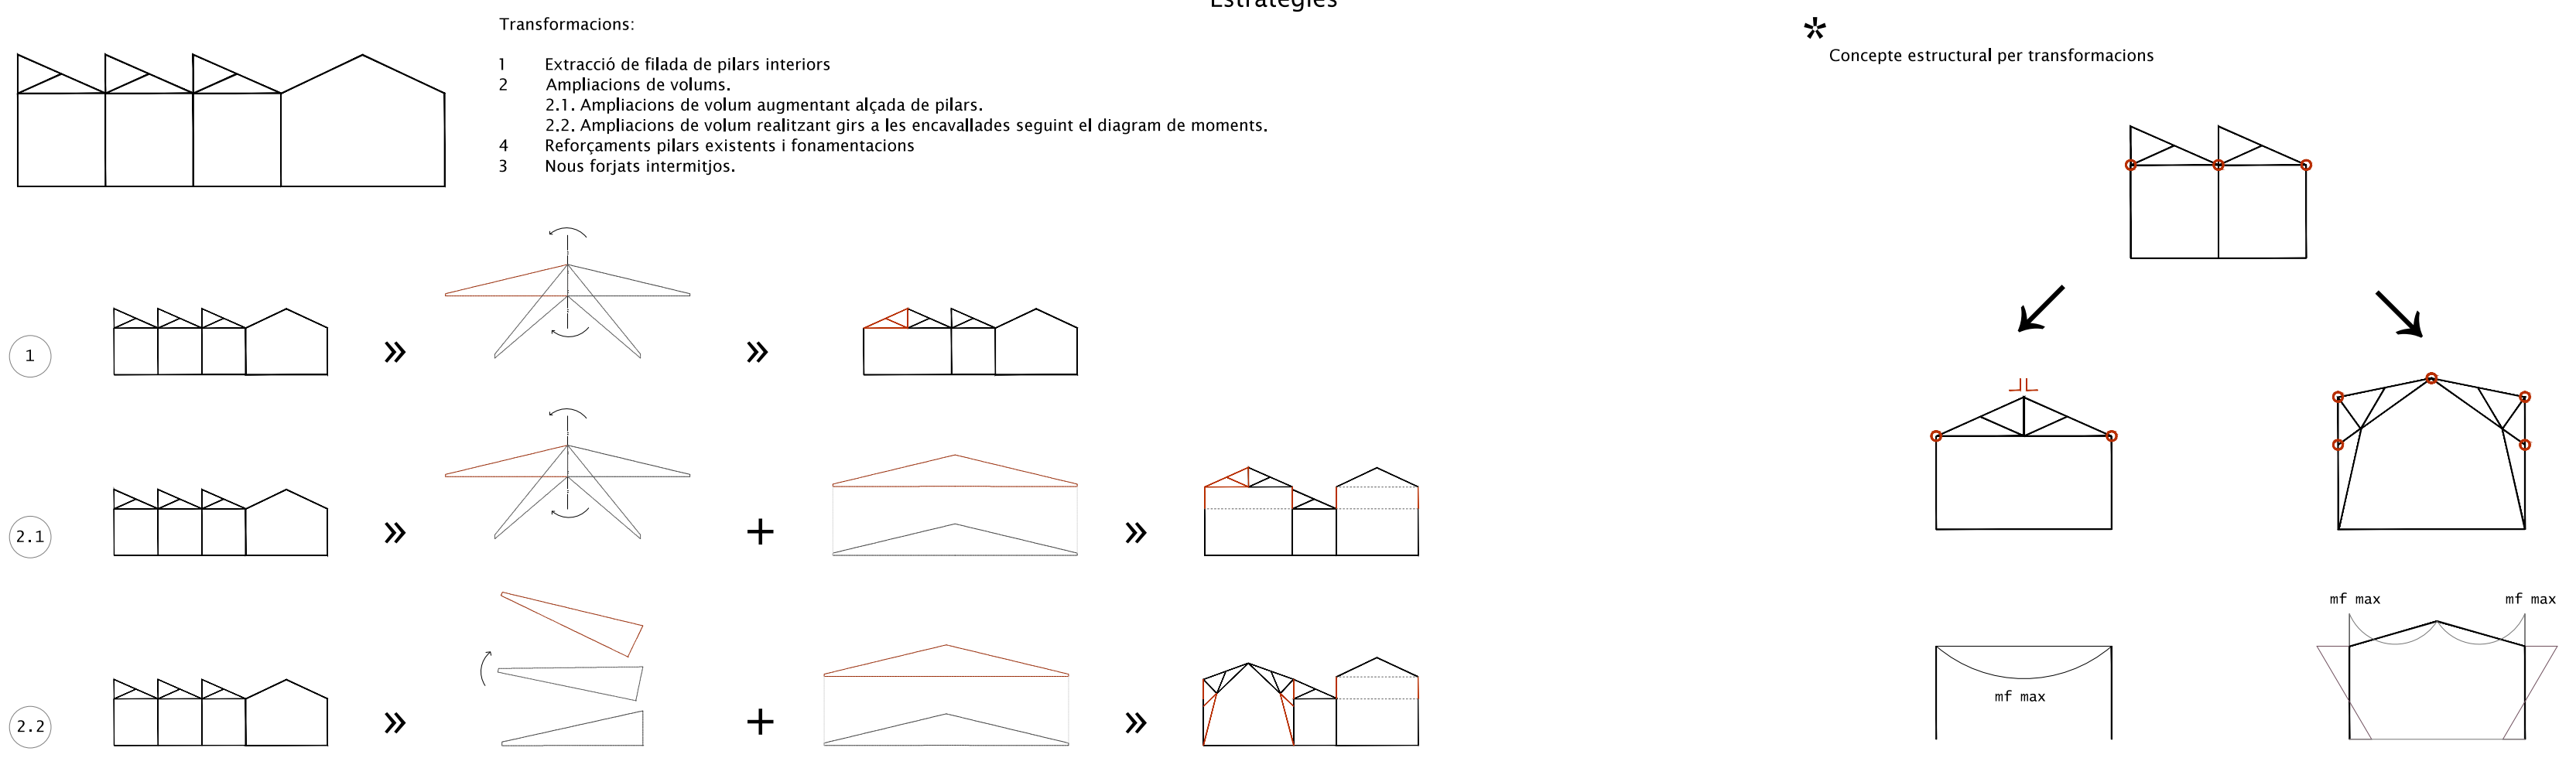 Estratègies
Transformacions:
1 Extracció de filada de pilars interiors
2 Ampliacions de volums.
2.1. Ampliacions de volum augmentant alçada de pilars.
2.2. Ampliacions de volum realitzant girs a les encavallades seguint el diagram de moments.
4 Reforçaments pilars existents i fonamentacions
3 Nous forjats intermitjos.
*
Concepte estructural per transformacions
1
»
»
2.1
»
+
»
2.2
»
+
»
mf max
mf max
mf max